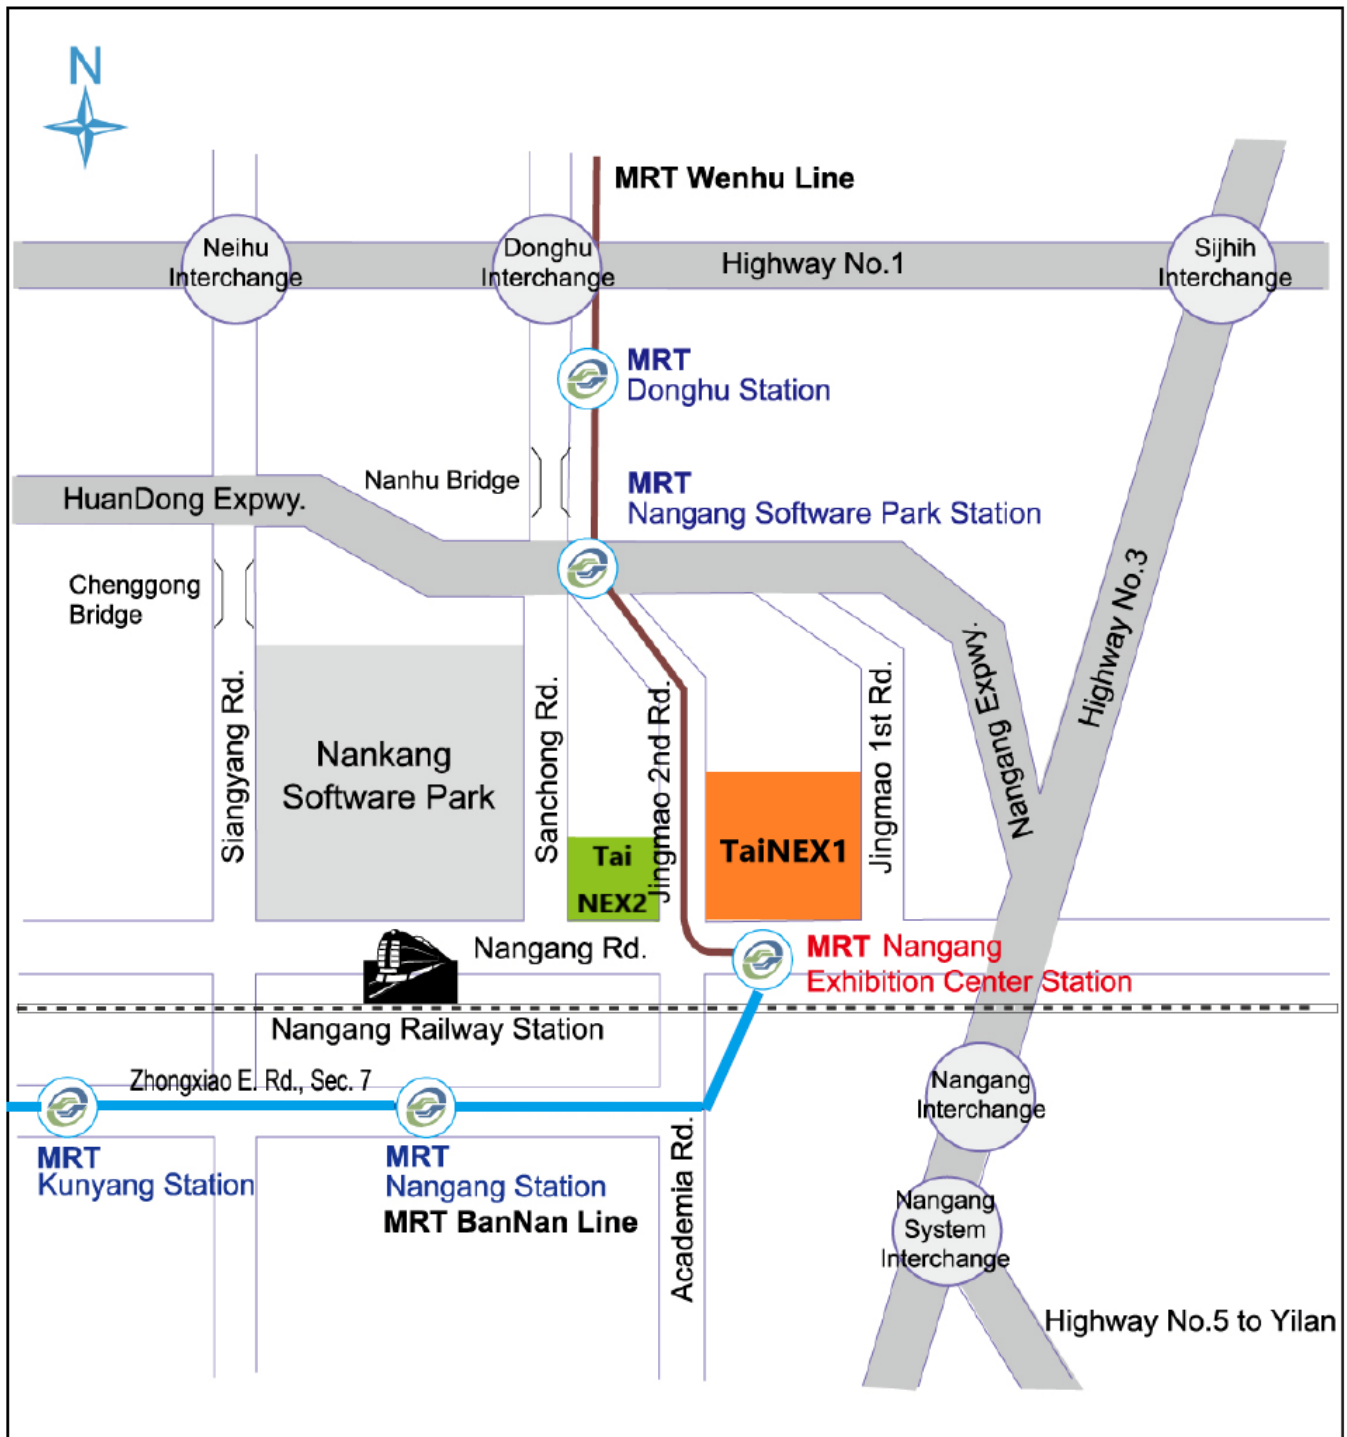 N
MRT Wenhu Line
Neihu
Interchange
Donghu
Interchange
Highway No.1
Sijhih
Interchange
MRT
Donghu Station
Nanhu Bridge
MRT
Nangang Software Park Station
HuanDong Expwy.
Chenggong
Bridge
Highway No.3
Nangang Expwy.
Siangyang Rd.
Nankang
Software Park
Sanchong Rd.
Jingmao 2nd Rd.
Jingmao 1st Rd.
Tai
NEX2
TaiNEX1
Nangang Rd.
MRT Nangang
Exhibition Center Station
Nangang Railway Station
Zhongxiao E. Rd., Sec. 7
Nangang
Interchange
MRT
Kunyang Station
MRT
Nangang Station
MRT BanNan Line
Academia Rd.
Nangang
System
Interchange
Highway No.5 to Yilan